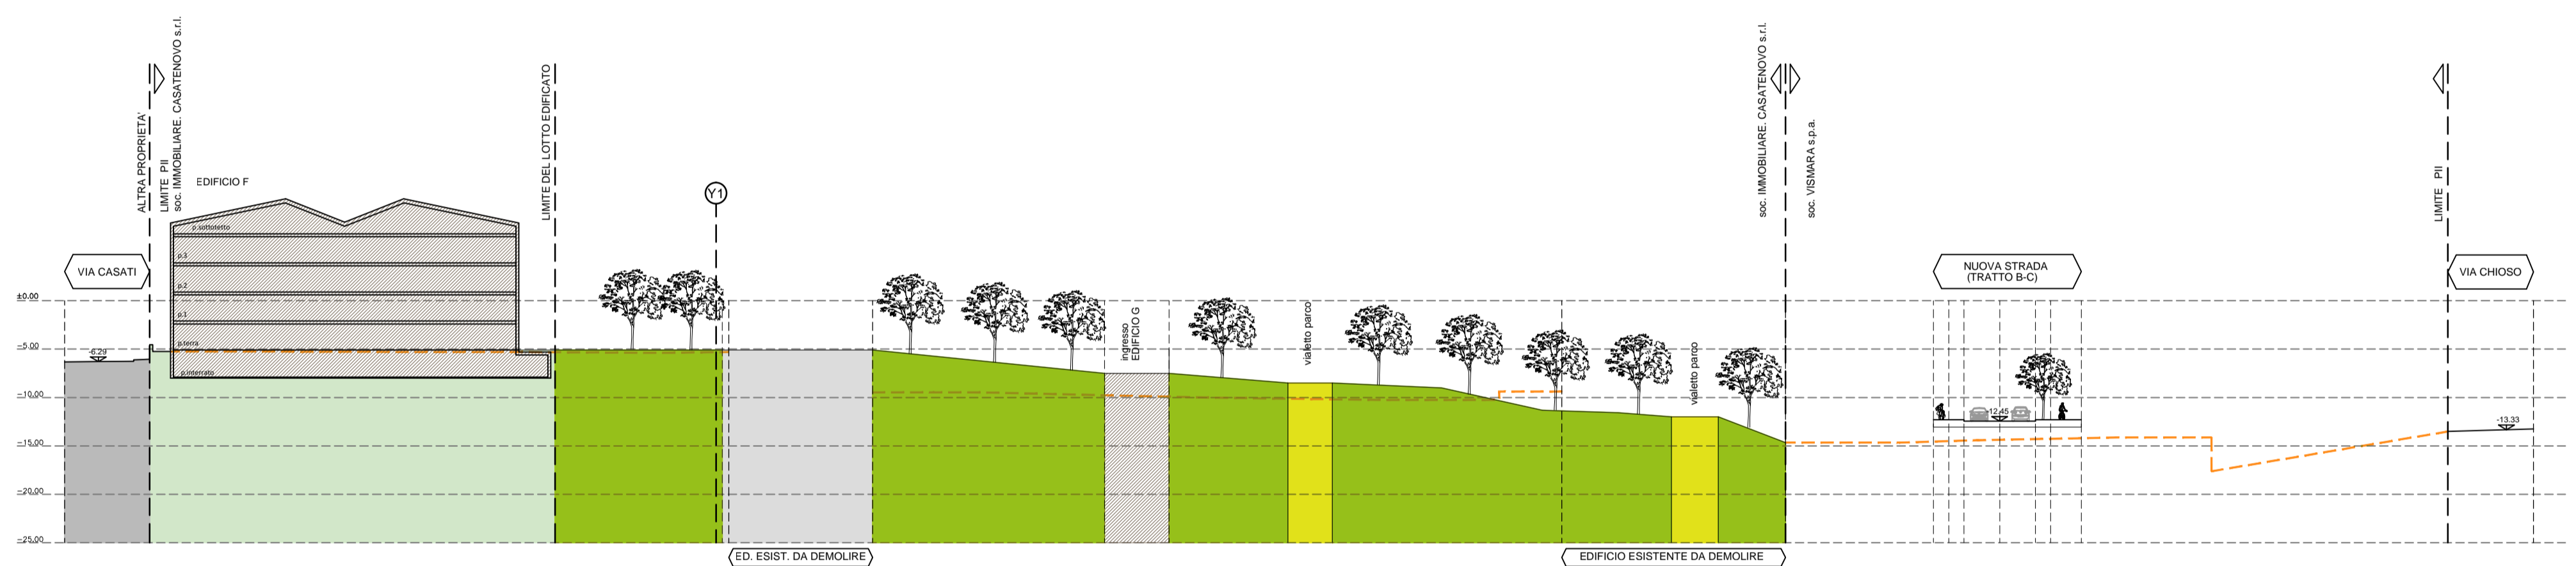 ALTRA PROPRIETA'
LIMITE PII
soc. IMMOBILIARE. CASATENOVO s.r.l.
EDIFICIO F
LIMITE DEL LOTTO EDIFICATO
Y1
soc. IMMOBILIARE. CASATENOVO s.r.l.
soc. VISMARA s.p.a.
LIMITE PII
VIA CASATI
p.sottotetto
p.3
p.2
p.1
p.terra
p.interrato
NUOVA STRADA
(TRATTO B-C)
VIA CHIOSO
±0.00
-5.00
-10.00
-15.00
-20.00
-25.00
-6.29
ingresso
EDIFICIO G
vialetto parco
vialetto parco
-12.45
-13.33
ED. ESIST. DA DEMOLIRE
EDIFICIO ESISTENTE DA DEMOLIRE